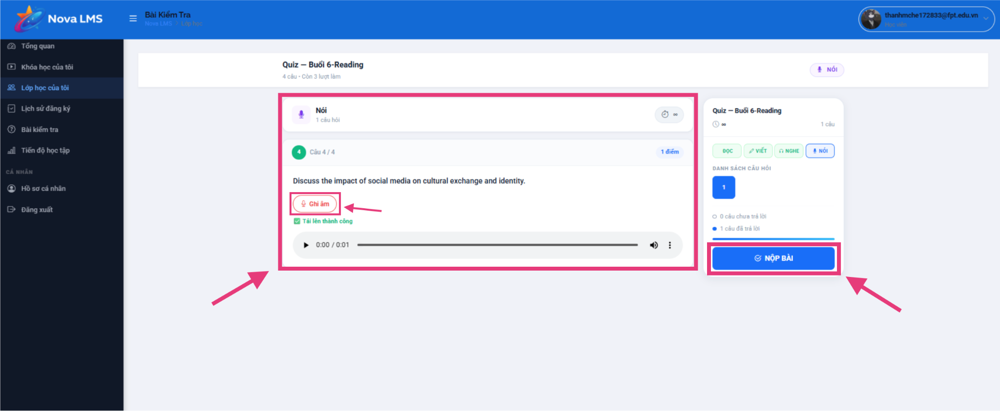 Nova LMS
Bài Kiểm Tra
Nova LMS > Lớp học
thanhmche172833@fpt.edu.vn
Học viên
Tổng quan
Khóa học của tôi
Lớp học của tôi
Lịch sử đăng ký
Bài kiểm tra
Tiến độ học tập
CÁ NHÂN
Hồ sơ cá nhân
Đăng xuất
Quiz — Buổi 6-Reading
4 câu • Còn 3 lượt làm
NÓI
Nói
1 câu hỏi
∞
4 Câu 4 / 4
1 điểm
Discuss the impact of social media on cultural exchange and identity.
Ghi âm
Tải lên thành công
0:00 / 0:01
Quiz — Buổi 6-Reading
∞ 1 câu
ĐỌC VIẾT NGHE NÓI
DANH SÁCH CÂU HỎI
1
0 câu chưa trả lời
1 câu đã trả lời
NỘP BÀI